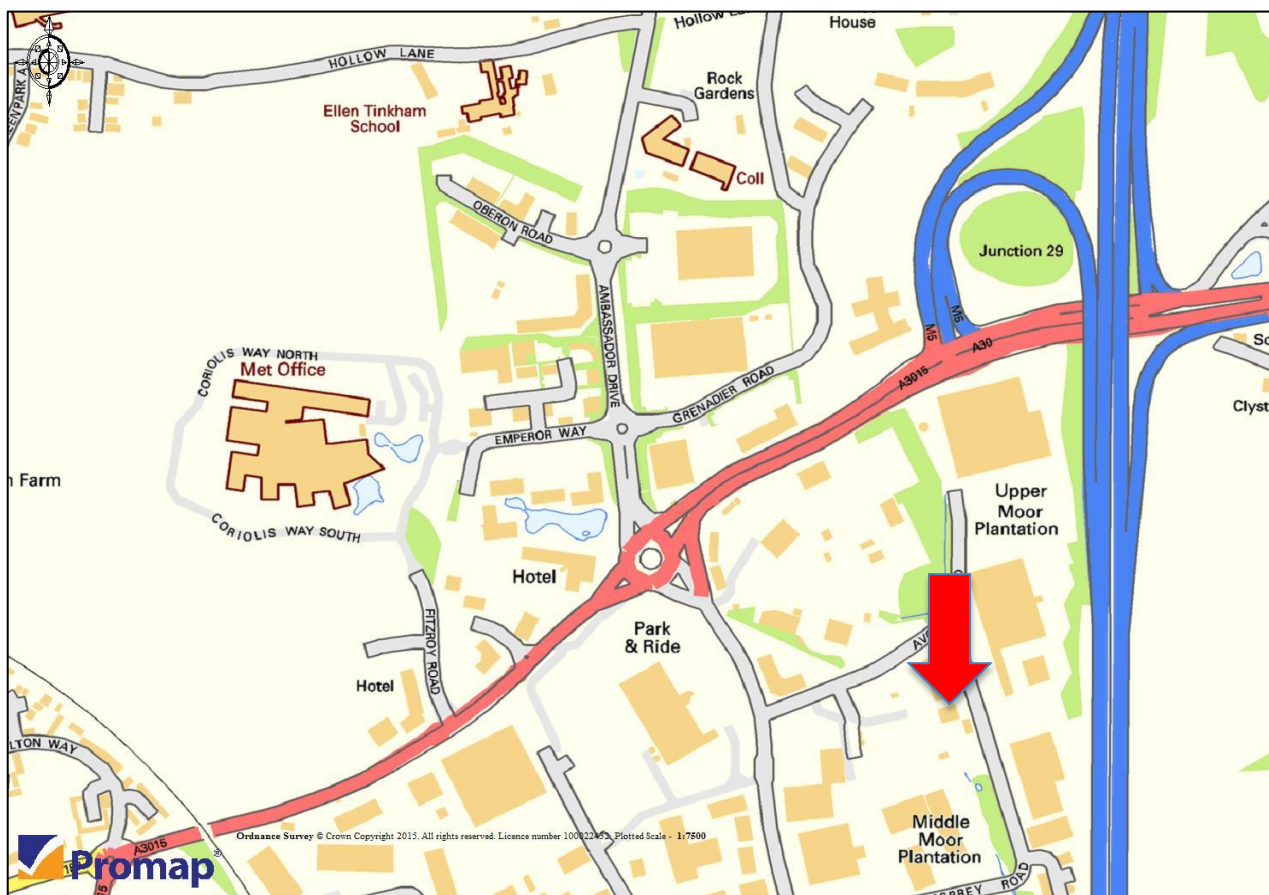 Hollow La
House
HOLLOW LANE
Rock
Gardens
Ellen Tinkham
School
Coll
OBERON ROAD
Junction 29
AMBASSADOR DRIVE
M5
M5
A30
CORIOLIS WAY NORTH
Met Office
A3015
GRENADIER ROAD
EMPEROR WAY
Clyst
n Farm
Upper
Moor
Plantation
CORIOLIS WAY SOUTH
Hotel
Park
& Ride
FITZROY ROAD
Hotel
LTON WAY
Middle
Moor
Plantation
Ordnance Survey © Crown Copyright 2015. All rights reserved. Licence number 100022432. Plotted Scale - 1:7500
A3015
Promap®
ROAD